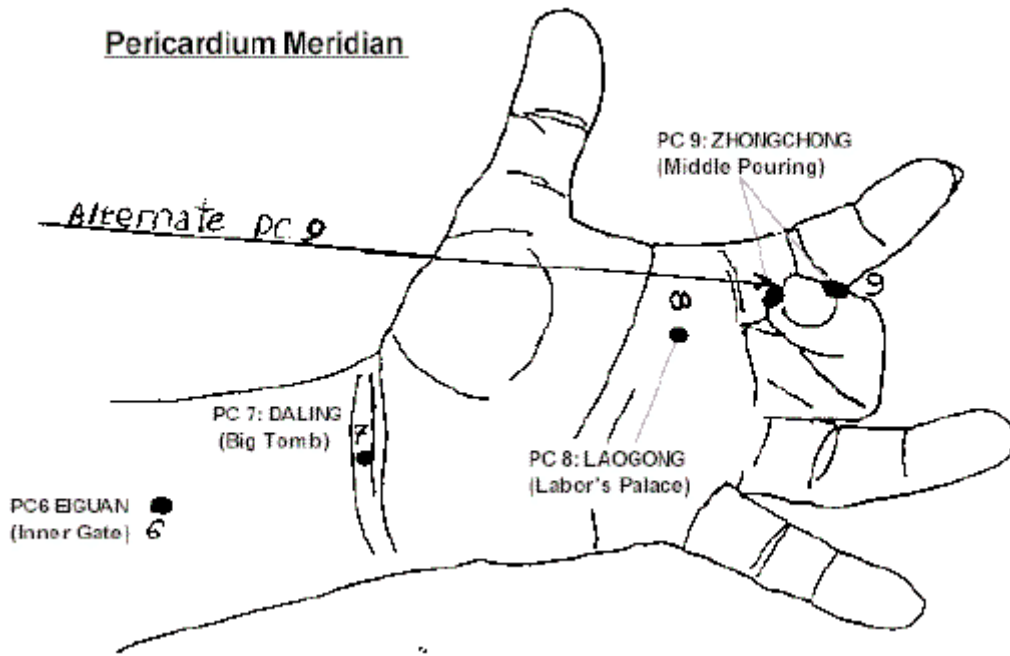 Pericardium Meridian
PC 9: ZHONGCHONG
(Middle Pouring)
Alternate PC 9
9
8
PC 7: DALING
(Big Tomb)
7
PC 8: LAOGONG
(Labor's Palace)
PC6 EIGUAN
(Inner Gate) 6